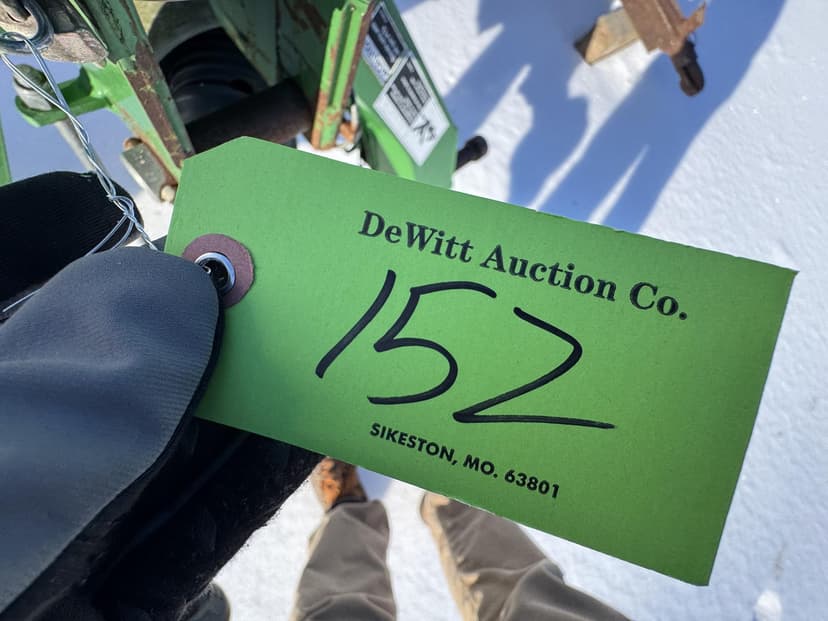 DeWitt Auction Co.
152
SIKESTON, MO. 63801